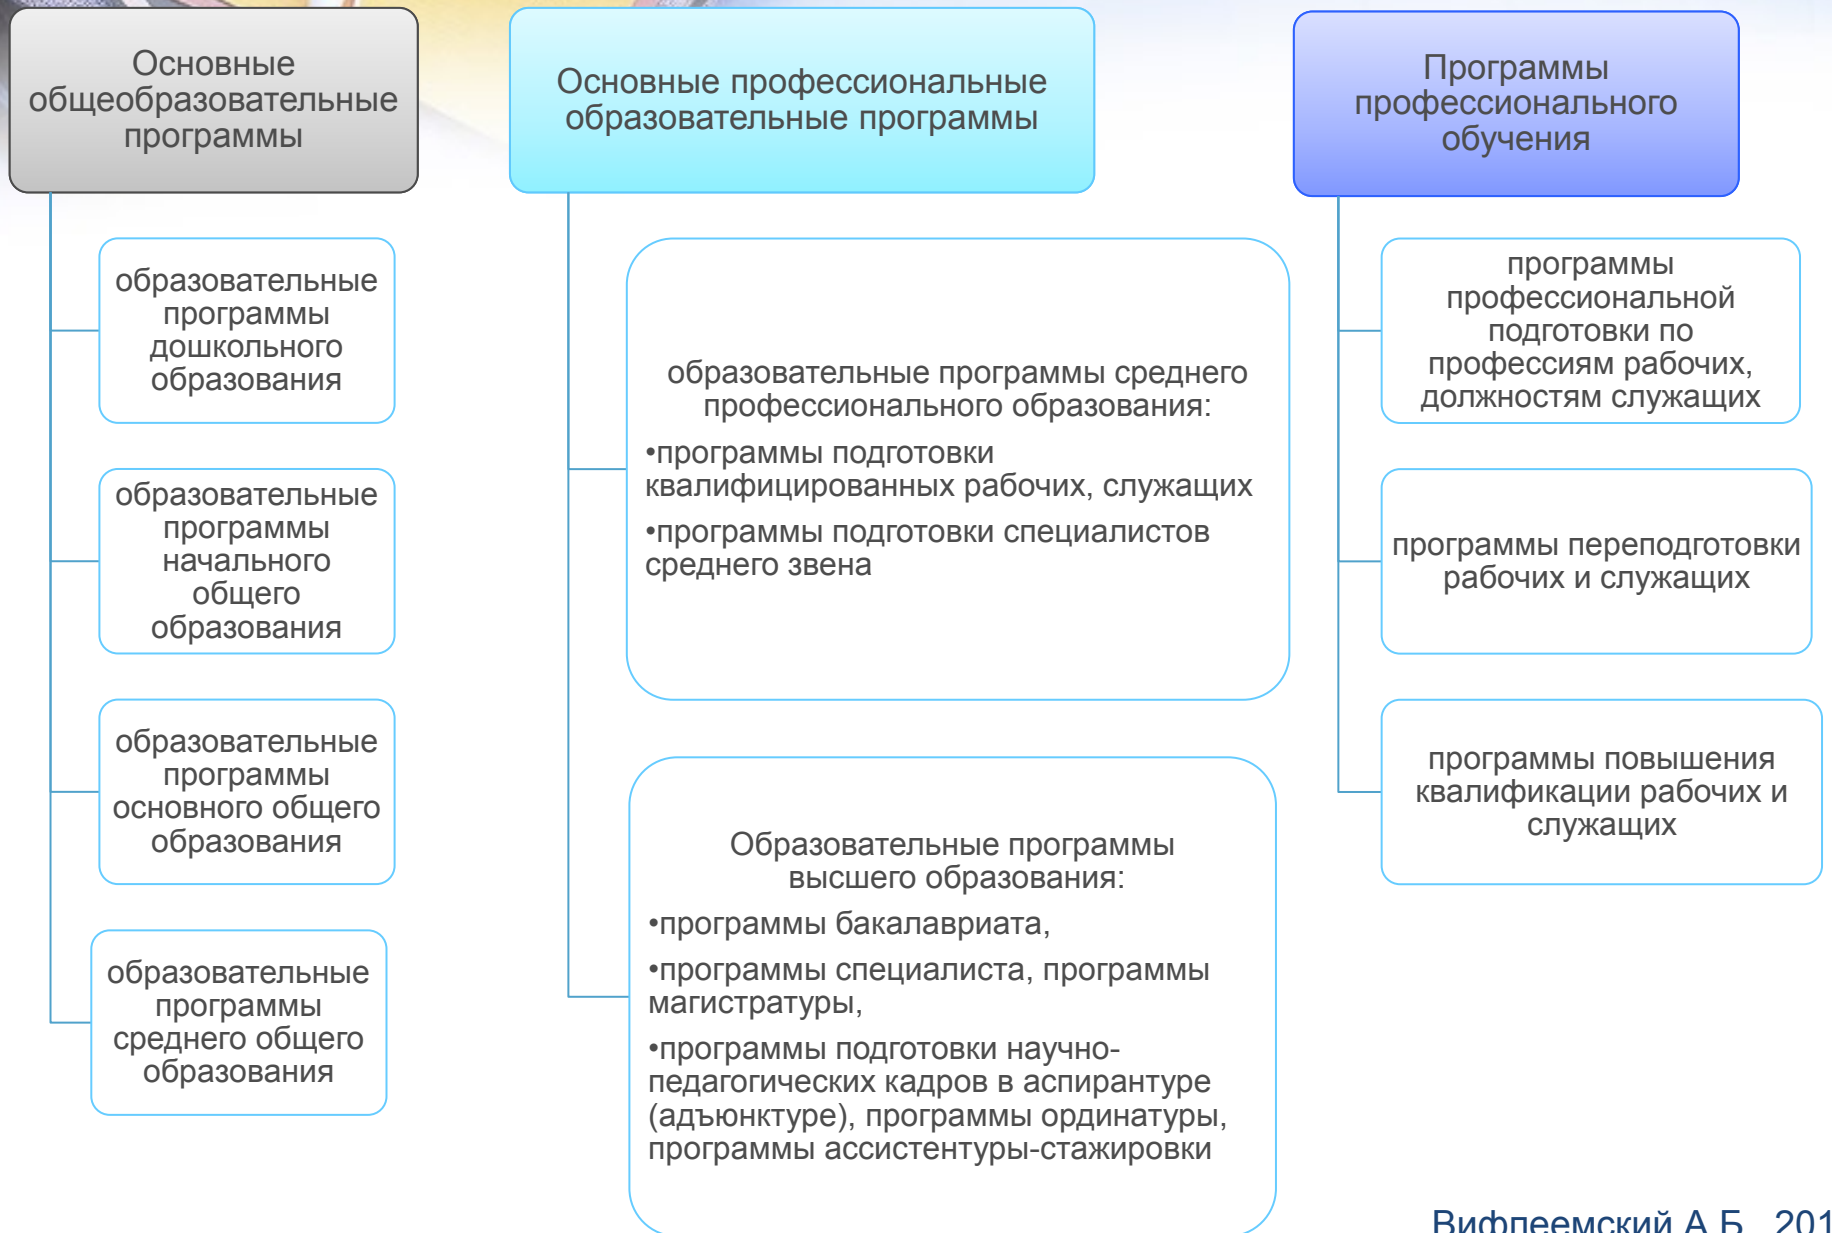 Основные
общеобразовательные
программы
образовательные
программы
дошкольного
образования
образовательные
программы
начального
общего
образования
образовательные
программы
основного общего
образования
образовательные
программы
среднего общего
образования
Основные профессиональные
образовательные программы
образовательные программы среднего
профессионального образования:
•программы подготовки
квалифицированных рабочих, служащих
•программы подготовки специалистов
среднего звена
Образовательные программы
высшего образования:
•программы бакалавриата,
•программы специалиста, программы
магистратуры,
•программы подготовки научно-
педагогических кадров в аспирантуре
(адъюнктуре), программы ординатуры,
программы ассистентуры-стажировки
Программы
профессионального
обучения
программы
профессиональной
подготовки по
профессиям рабочих,
должностям служащих
программы переподготовки
рабочих и служащих
программы повышения
квалификации рабочих и
служащих
Вифлеемский А.Б. 201